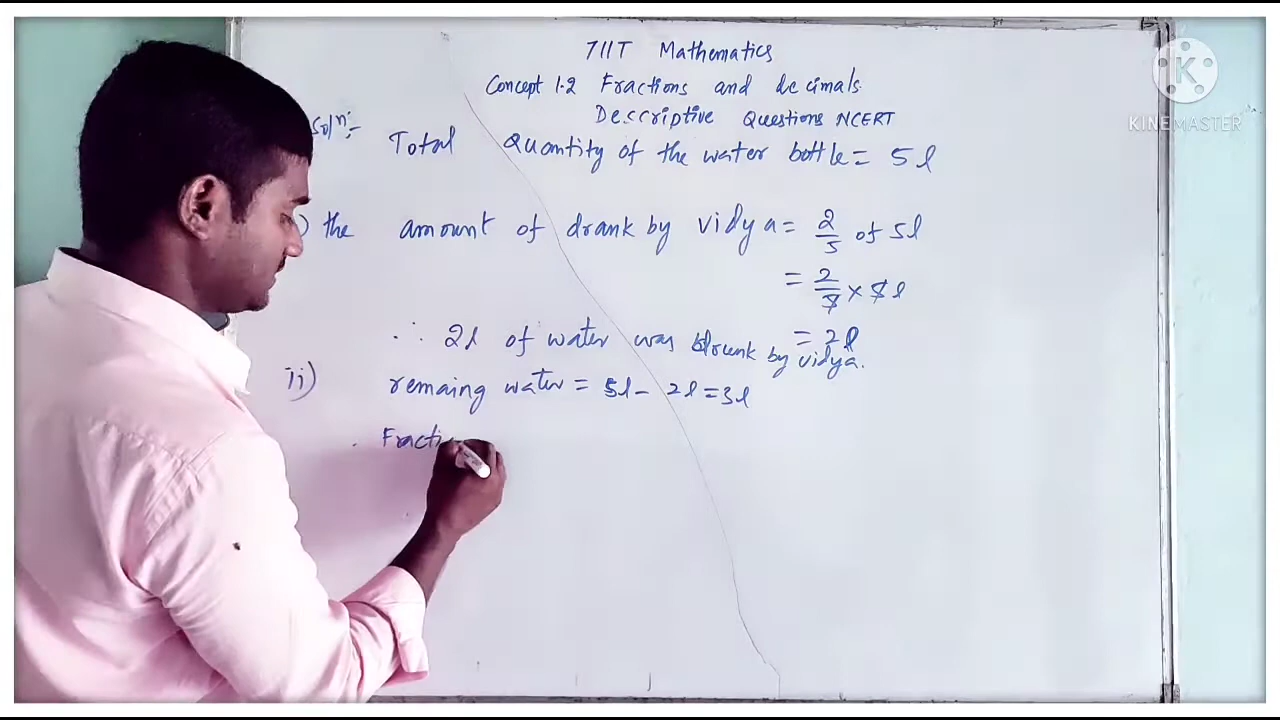 7IIT Mathematics
Concept 1.2 Fractions and decimals.
Descriptive Questions NCERT
Soln:-
Total Quantity of the water bottle = 5l
) the amount of drank by vidya = 2/5 of 5l
= 2/5 × 5 l
= 2l
∴ 2l of water was drunk by vidya.
ii) remaing water = 5l - 2l = 3l
Fracti
K
KINEMASTER